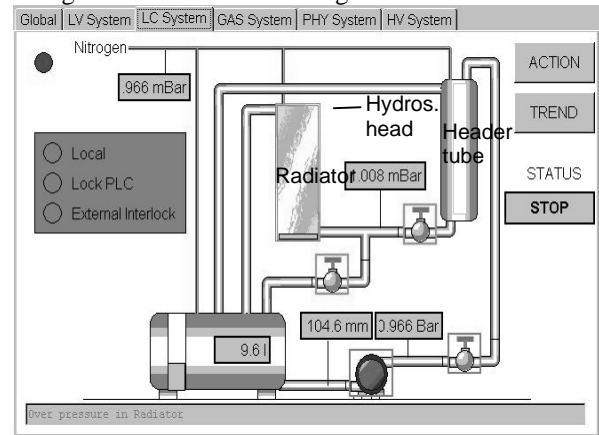 Global LV System LC System GAS System PHY System HV System
Nitrogen
.966 mBar
ACTION
TREND
STATUS
STOP
Hydros.
head
Header
tube
Radiator
.008 mBar
Local
Lock PLC
External Interlock
9.6 l
104.6 mm
0.966 Bar
Over pressure in Radiator